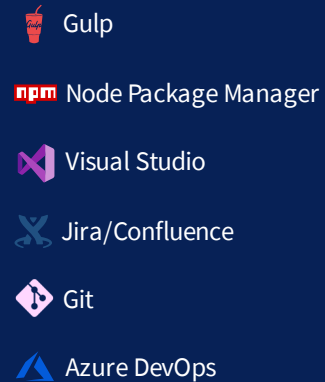 Gulp
npm Node Package Manager
Visual Studio
Jira/Confluence
Git
Azure DevOps